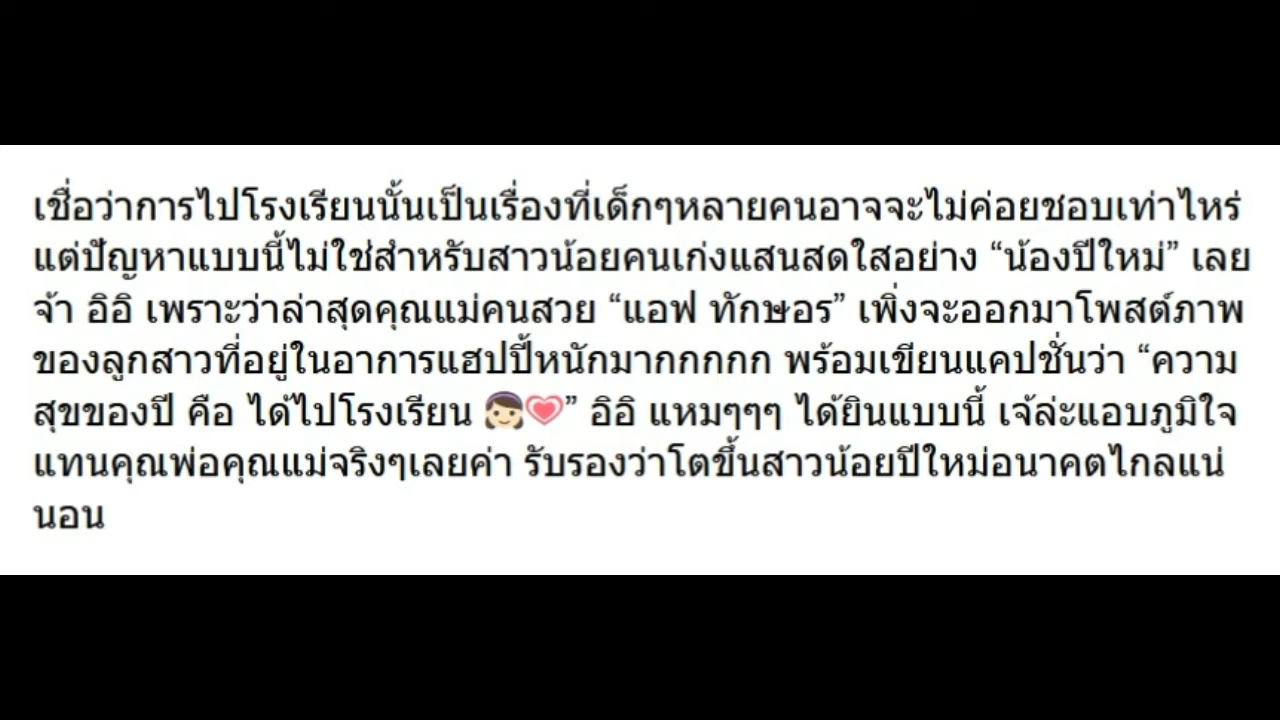 เชื่อว่าการไปโรงเรียนนั้นเป็นเรื่องที่เด็กๆหลายคนอาจจะไม่ค่อยชอบเท่าไหร่
แต่ปัญหาแบบนี้ไม่ใช่สำหรับสาวน้อยคนเก่งแสนสดใสอย่าง “น้องปีใหม่” เลย
จ้า อิอิ เพราะว่าล่าสุดคุณแม่คนสวย “แอฟ ทักษอร” เพิ่งจะออกมาโพสต์ภาพ
ของลูกสาวที่อยู่ในอาการแฮปปี้หนักมากกกกก พร้อมเขียนแคปชั่นว่า “ความ
สุขของปี คือ ได้ไปโรงเรียน 👧🏻💗” อิอิ แหมๆๆๆ ได้ยินแบบนี้ เจ้ล่ะแอบภูมิใจ
แทนคุณพ่อคุณแม่จริงๆเลยค่า รับรองว่าโตขึ้นสาวน้อยปีใหม่อนาคตไกลแน่
นอน